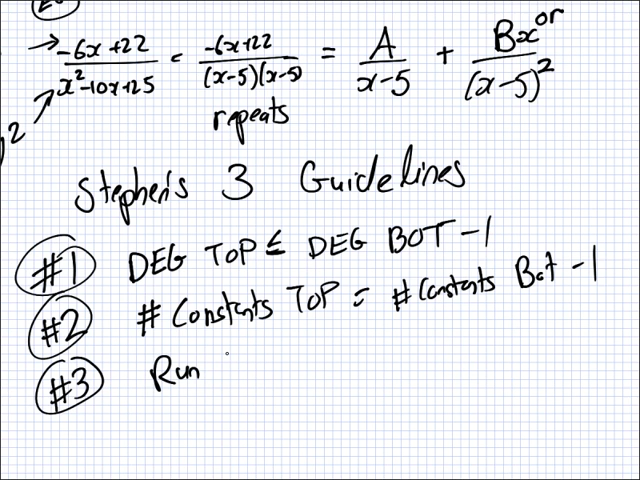 → -6x+22 / x²-10x+25 = -6x+22 / (x-5)(x-5) = A / x-5 + Bx or / (x-5)²
2
repeats
Stephen's 3 Guidelines
#1 DEG TOP ≤ DEG BOT -1
#2 # Constants TOP = # Constants Bot -1
#3 Run